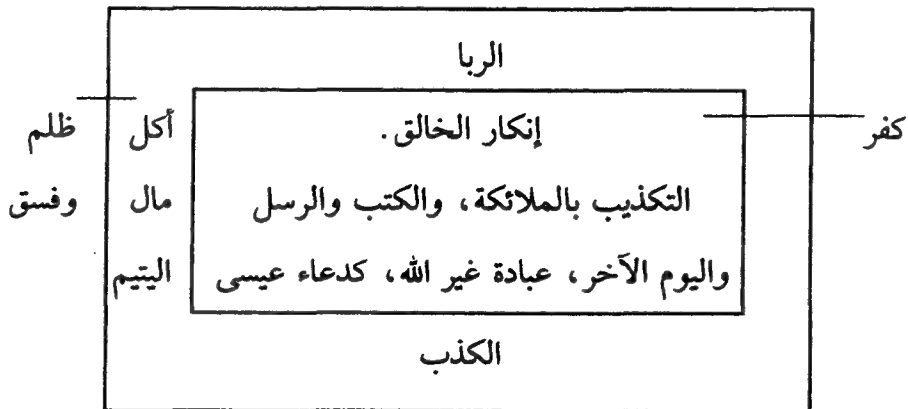 الربا
كفر
إنكار الخالق.
أكل
ظلم
التكذيب بالملائكة، والكتب والرسل
مال
وفسق
واليوم الآخر، عبادة غير الله، كدعاء عيسى
اليتيم
الكذب